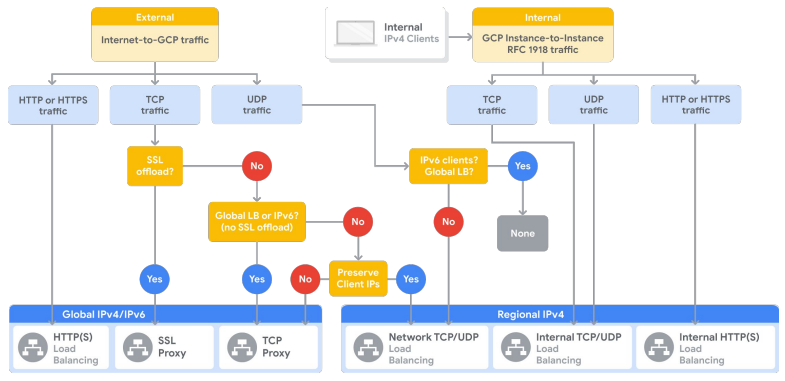 External
Internet-to-GCP traffic
Internal
IPv4 Clients
Internal
GCP Instance-to-Instance
RFC 1918 traffic
HTTP or HTTPS
traffic
TCP
traffic
UDP
traffic
TCP
traffic
UDP
traffic
HTTP or HTTPS
traffic
SSL
offload?
No
IPv6 clients?
Global LB?
Yes
Global LB or IPv6?
(no SSL offload)
No
No
None
Yes
Yes
No
Preserve
Client IPs
Yes
Global IPv4/IPv6
Regional IPv4
HTTP(S)
Load
Balancing
SSL
Proxy
TCP
Proxy
Network TCP/UDP
Load
Balancing
Internal TCP/UDP
Load
Balancing
Internal HTTP(S)
Load
Balancing